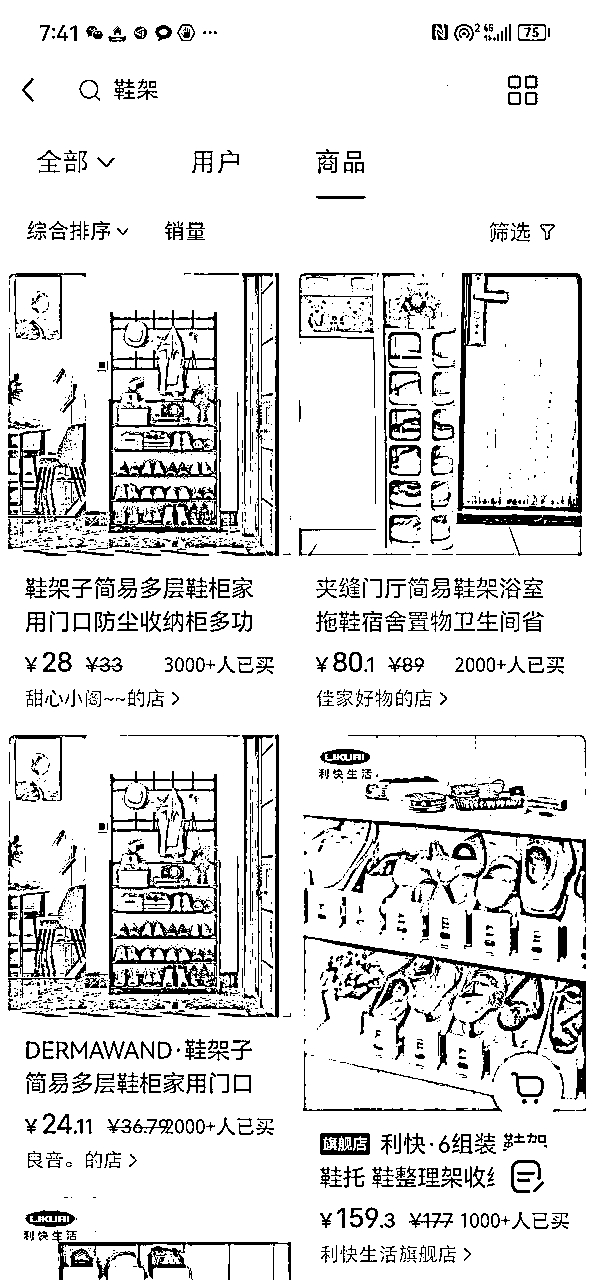 7:41
75
鞋架
全部
用户
商品
综合排序
销量
筛选
鞋架子简易多层鞋柜家
用门口防尘收纳柜多功
¥28 ¥33 3000+人已买
甜心小阁~~的店
夹缝门厅简易鞋架浴室
拖鞋宿舍置物卫生间省
¥80.1 ¥89 2000+人已买
佳家好物的店
DERMAWAND·鞋架子
简易多层鞋柜家用门口
¥24.11 ¥36.79 2000+人已买
良音。的店
LIKUAI
利快生活
旗舰店 利快·6组装
鞋托 鞋整理架收
¥159.3 ¥177 1000+人已买
利快生活旗舰店
LIKUAI
利快生活